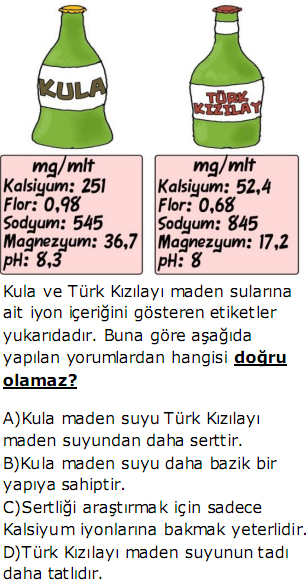 KULA
TÜRK
KIZILAY
mg/mlt
Kalsiyum: 251
Flor: 0,98
Sodyum: 545
Magnezyum: 36,7
pH: 8,3
mg/mlt
Kalsiyum: 52,4
Flor: 0,68
Sodyum: 845
Magnezyum: 17,2
pH: 8
Kula ve Türk Kızılayı maden sularına
ait iyon içeriğini gösteren etiketler
yukarıdadır. Buna göre aşağıda
yapılan yorumlardan hangisi doğru
olamaz?
A)Kula maden suyu Türk Kızılayı
maden suyundan daha serttir.
B)Kula maden suyu daha bazik bir
yapıya sahiptir.
C)Sertliği araştırmak için sadece
Kalsiyum iyonlarına bakmak yeterlidir.
D)Türk Kızılayı maden suyunun tadı
daha tatlıdır.